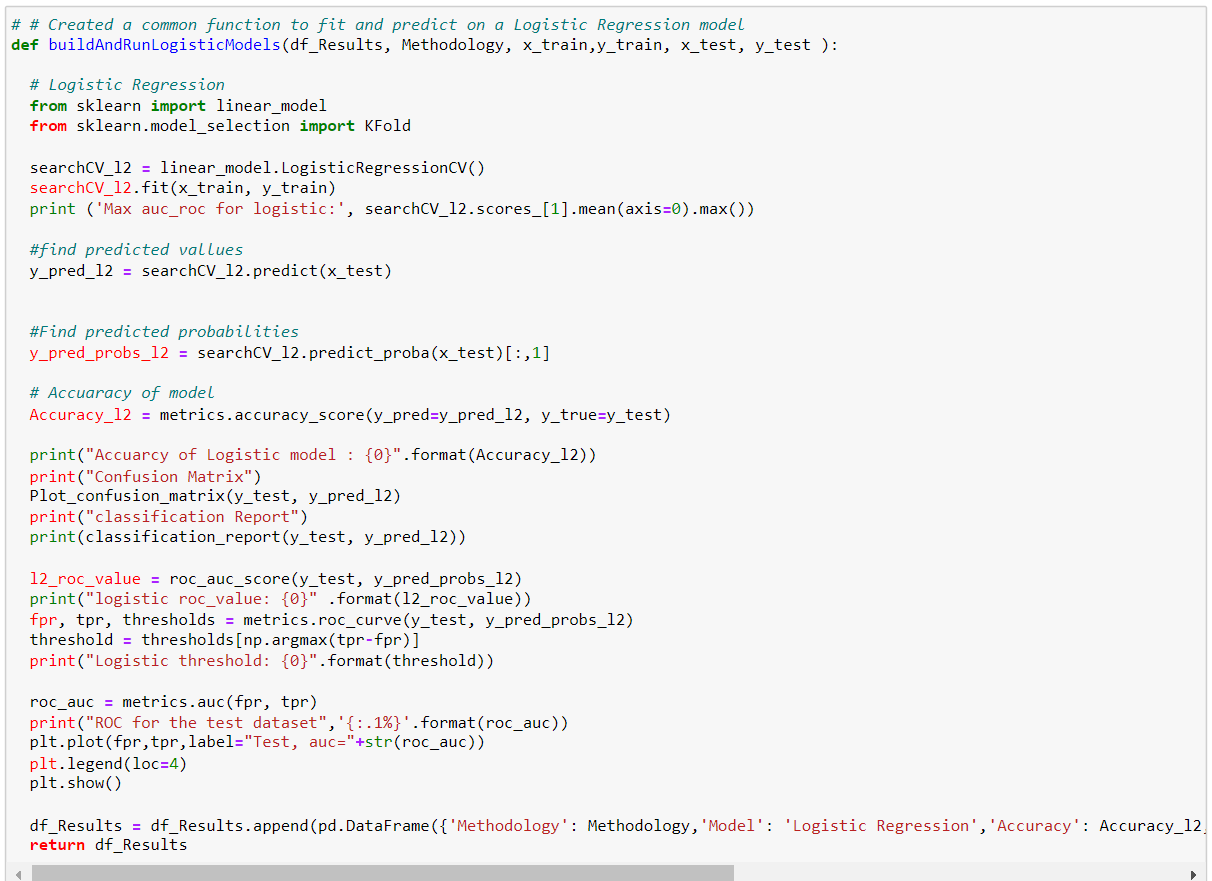 # # Created a common function to fit and predict on a Logistic Regression model
def buildAndRunLogisticModels(df_Results, Methodology, x_train,y_train, x_test, y_test ):
# Logistic Regression
from sklearn import linear_model
from sklearn.model_selection import KFold
searchCV_l2 = linear_model.LogisticRegressionCV()
searchCV_l2.fit(x_train, y_train)
print ('Max auc_roc for logistic:', searchCV_l2.scores_[1].mean(axis=0).max())
#find predicted vallues
y_pred_l2 = searchCV_l2.predict(x_test)
#Find predicted probabilities
y_pred_probs_l2 = searchCV_l2.predict_proba(x_test)[:,1]
# Accuaracy of model
Accuracy_l2 = metrics.accuracy_score(y_pred=y_pred_l2, y_true=y_test)
print("Accuarcy of Logistic model : {0}".format(Accuracy_l2))
print("Confusion Matrix")
Plot_confusion_matrix(y_test, y_pred_l2)
print("classification Report")
print(classification_report(y_test, y_pred_l2))
l2_roc_value = roc_auc_score(y_test, y_pred_probs_l2)
print("logistic roc_value: {0}" .format(l2_roc_value))
fpr, tpr, thresholds = metrics.roc_curve(y_test, y_pred_probs_l2)
threshold = thresholds[np.argmax(tpr-fpr)]
print("Logistic threshold: {0}".format(threshold))
roc_auc = metrics.auc(fpr, tpr)
print("ROC for the test dataset",'{:.1%}'.format(roc_auc))
plt.plot(fpr,tpr,label="Test, auc="+str(roc_auc))
plt.legend(loc=4)
plt.show()
df_Results = df_Results.append(pd.DataFrame({'Methodology': Methodology,'Model': 'Logistic Regression','Accuracy': Accuracy_l2,
return df_Results